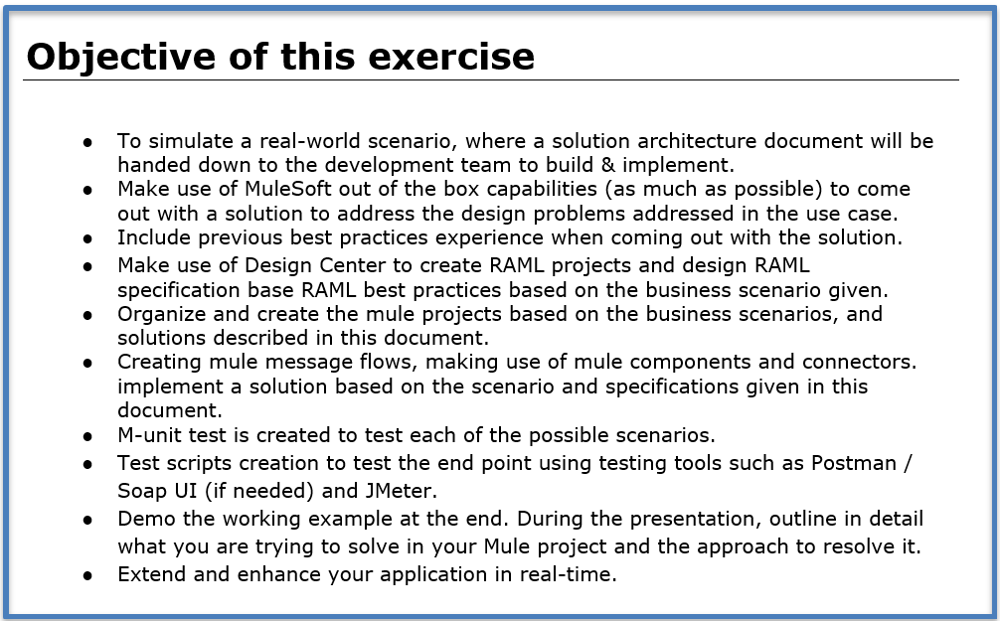 Objective of this exercise
● To simulate a real-world scenario, where a solution architecture document will be
handed down to the development team to build & implement.
● Make use of MuleSoft out of the box capabilities (as much as possible) to come
out with a solution to address the design problems addressed in the use case.
● Include previous best practices experience when coming out with the solution.
● Make use of Design Center to create RAML projects and design RAML
specification base RAML best practices based on the business scenario given.
● Organize and create the mule projects based on the business scenarios, and
solutions described in this document.
● Creating mule message flows, making use of mule components and connectors.
implement a solution based on the scenario and specifications given in this
document.
● M-unit test is created to test each of the possible scenarios.
● Test scripts creation to test the end point using testing tools such as Postman /
Soap UI (if needed) and JMeter.
● Demo the working example at the end. During the presentation, outline in detail
what you are trying to solve in your Mule project and the approach to resolve it.
● Extend and enhance your application in real-time.